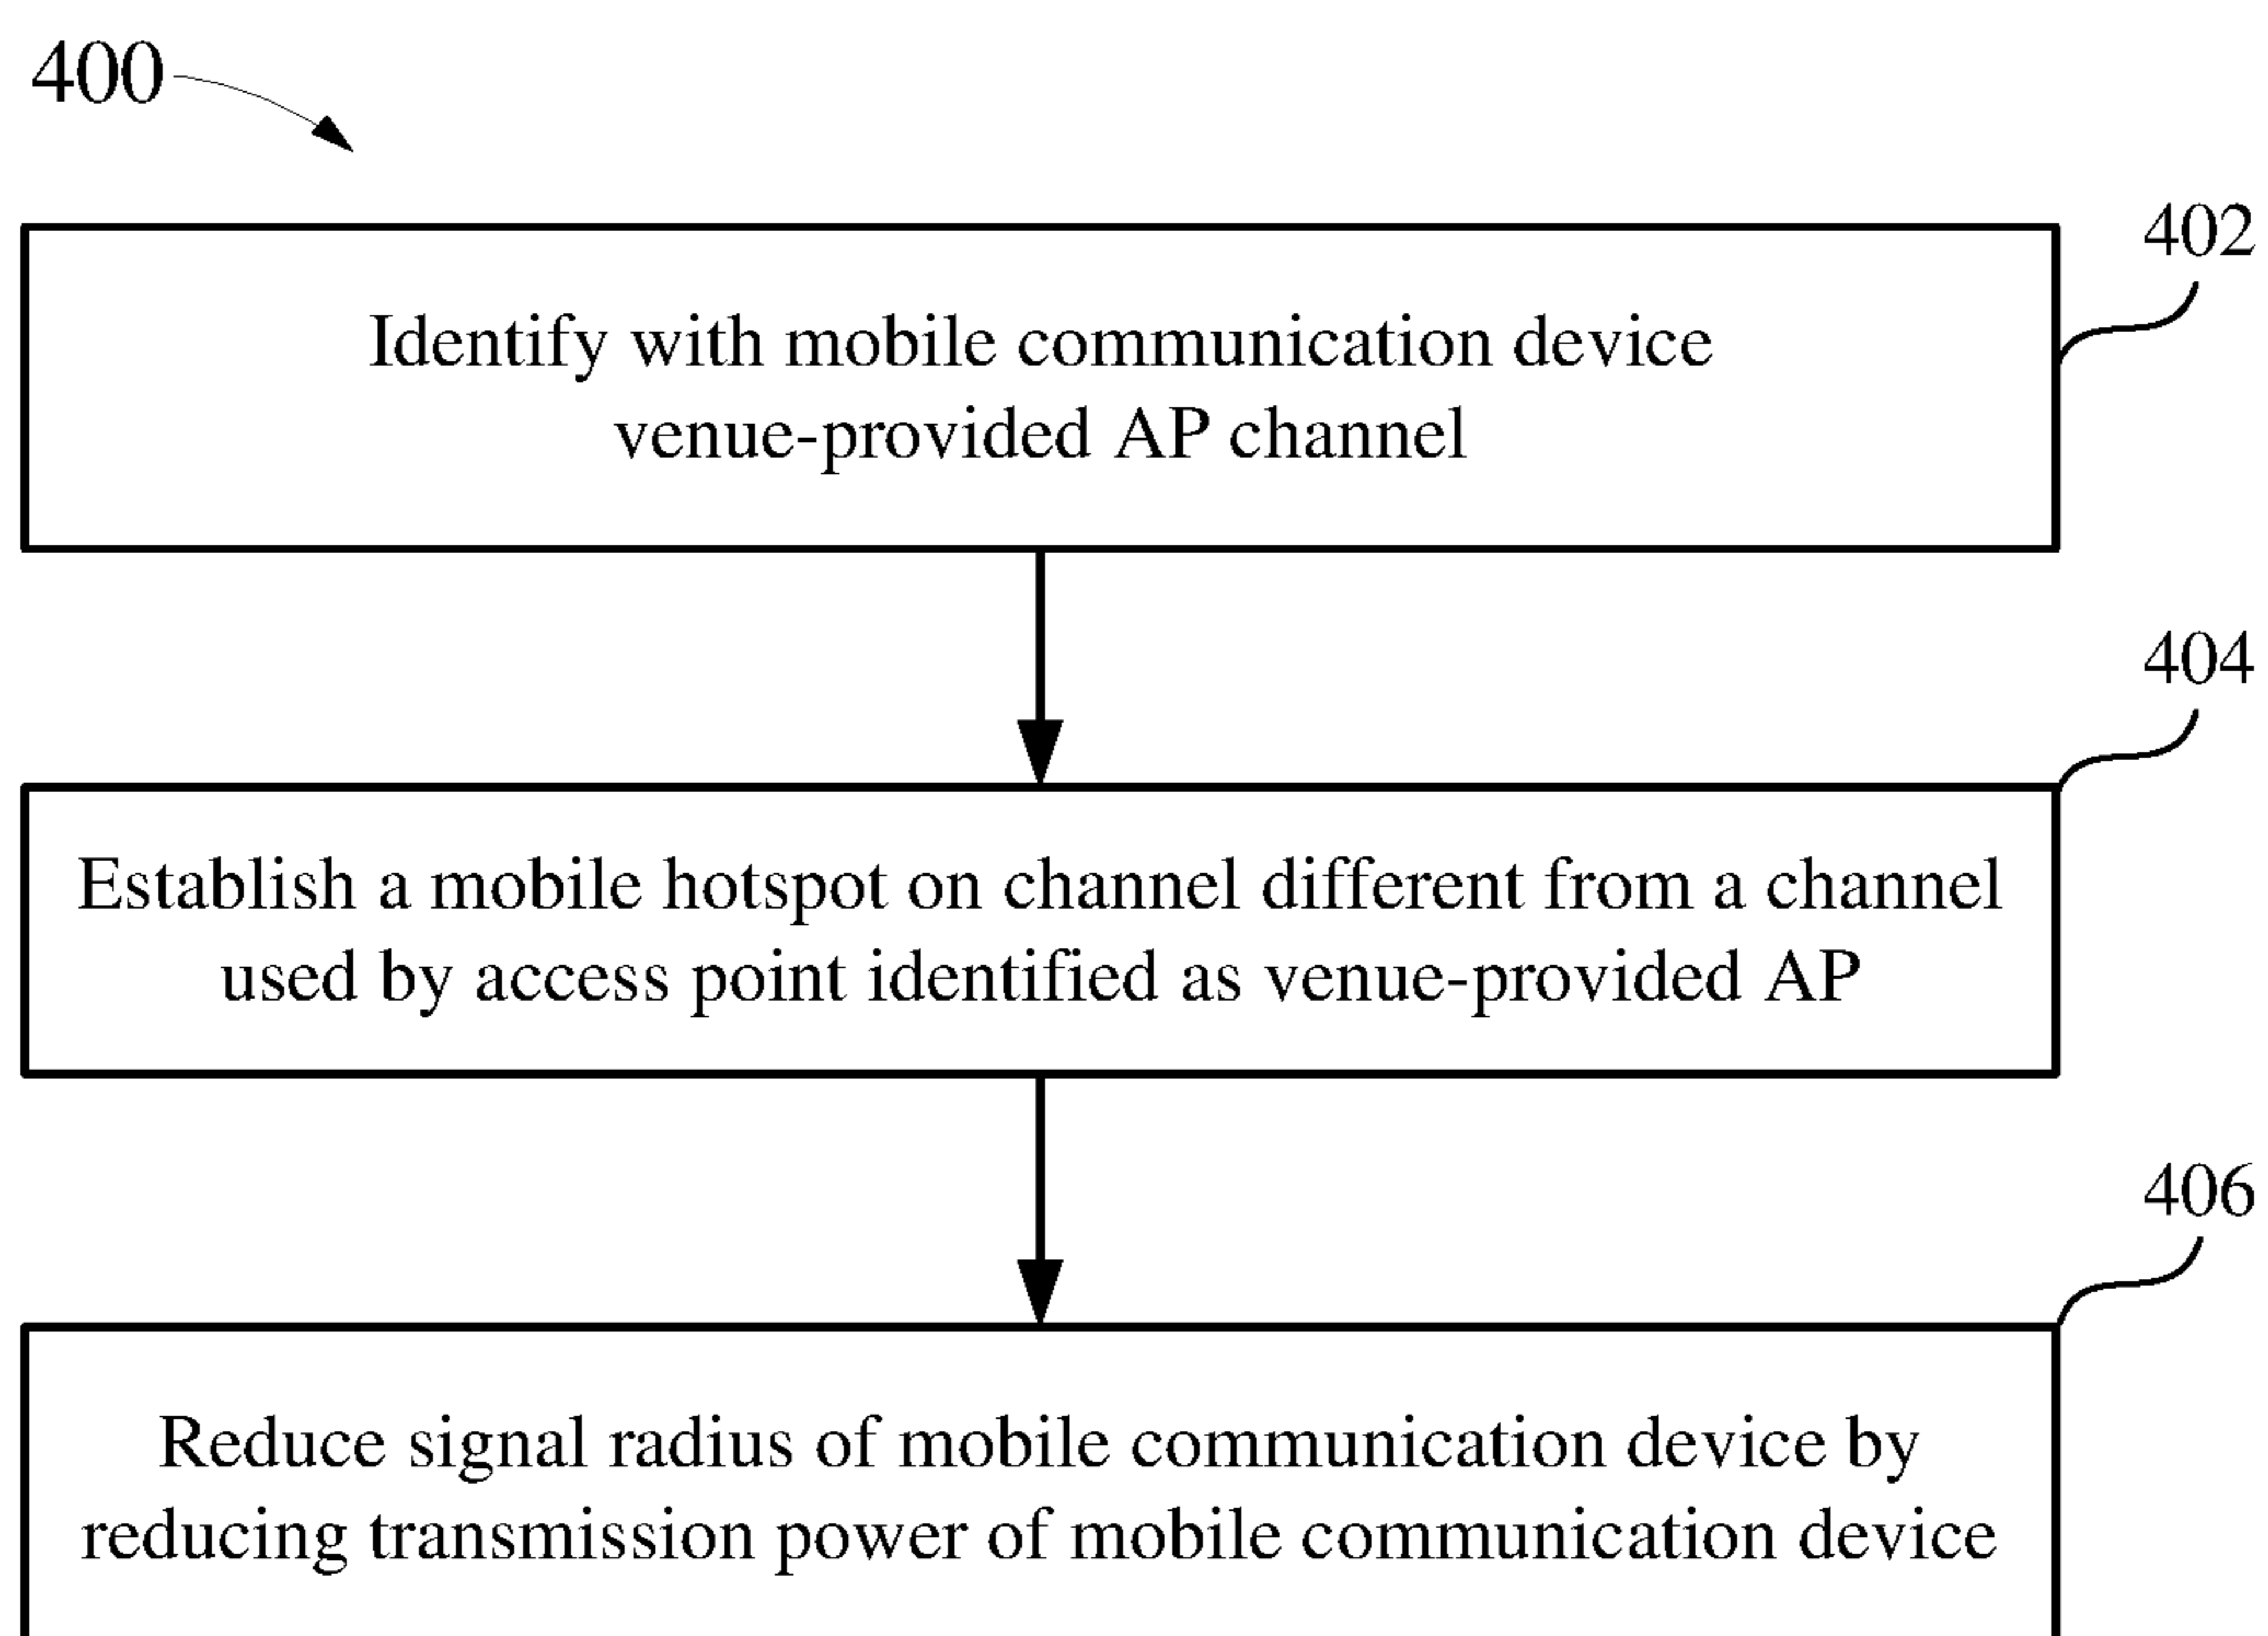 400
402
Identify with mobile communication device
venue-provided AP channel
404
Establish a mobile hotspot on channel different from a channel
used by access point identified as venue-provided AP
406
Reduce signal radius of mobile communication device by
reducing transmission power of mobile communication device